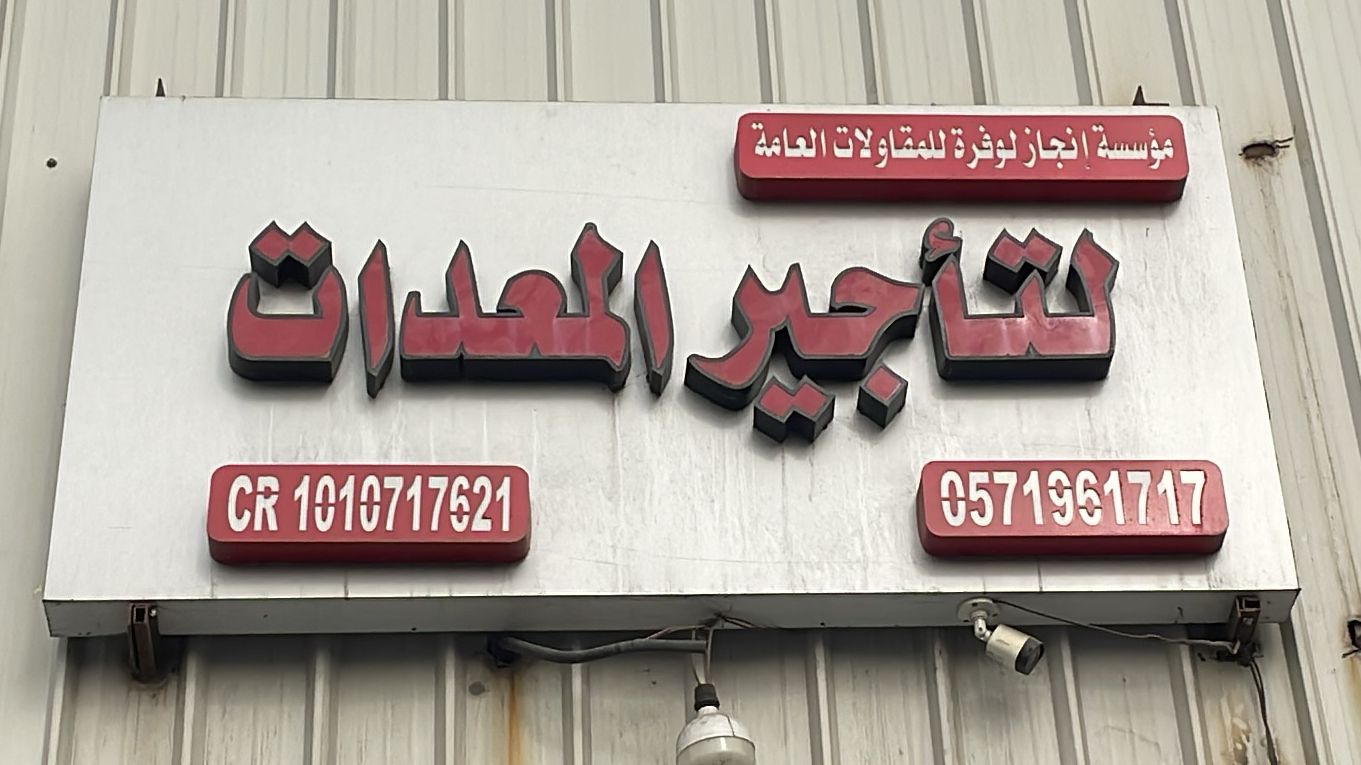 مؤسسة إنجاز لوفرة للمقاولات العامة
لتأجير المعدات
CR 1010717621
0571961717